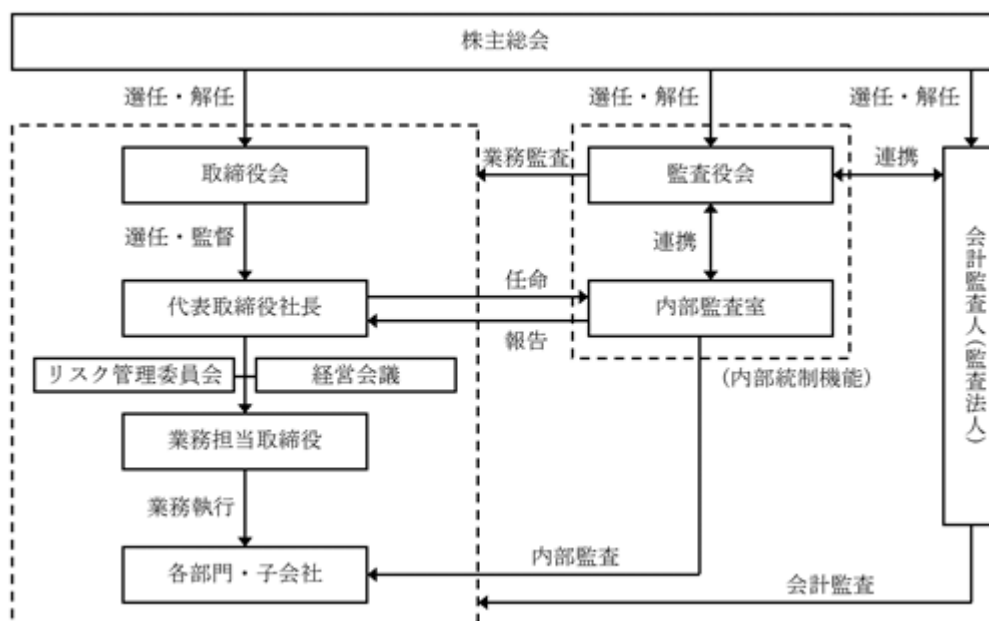 株主総会
選任・解任
選任・解任
選任・解任
取締役会
業務監査
監査役会
連携
選任・監督
連携
代表取締役社長
任命
報告
内部監査室
会計監査人(監査法人)
リスク管理委員会
経営会議
(内部統制機能)
業務担当取締役
業務執行
各部門・子会社
内部監査
会計監査